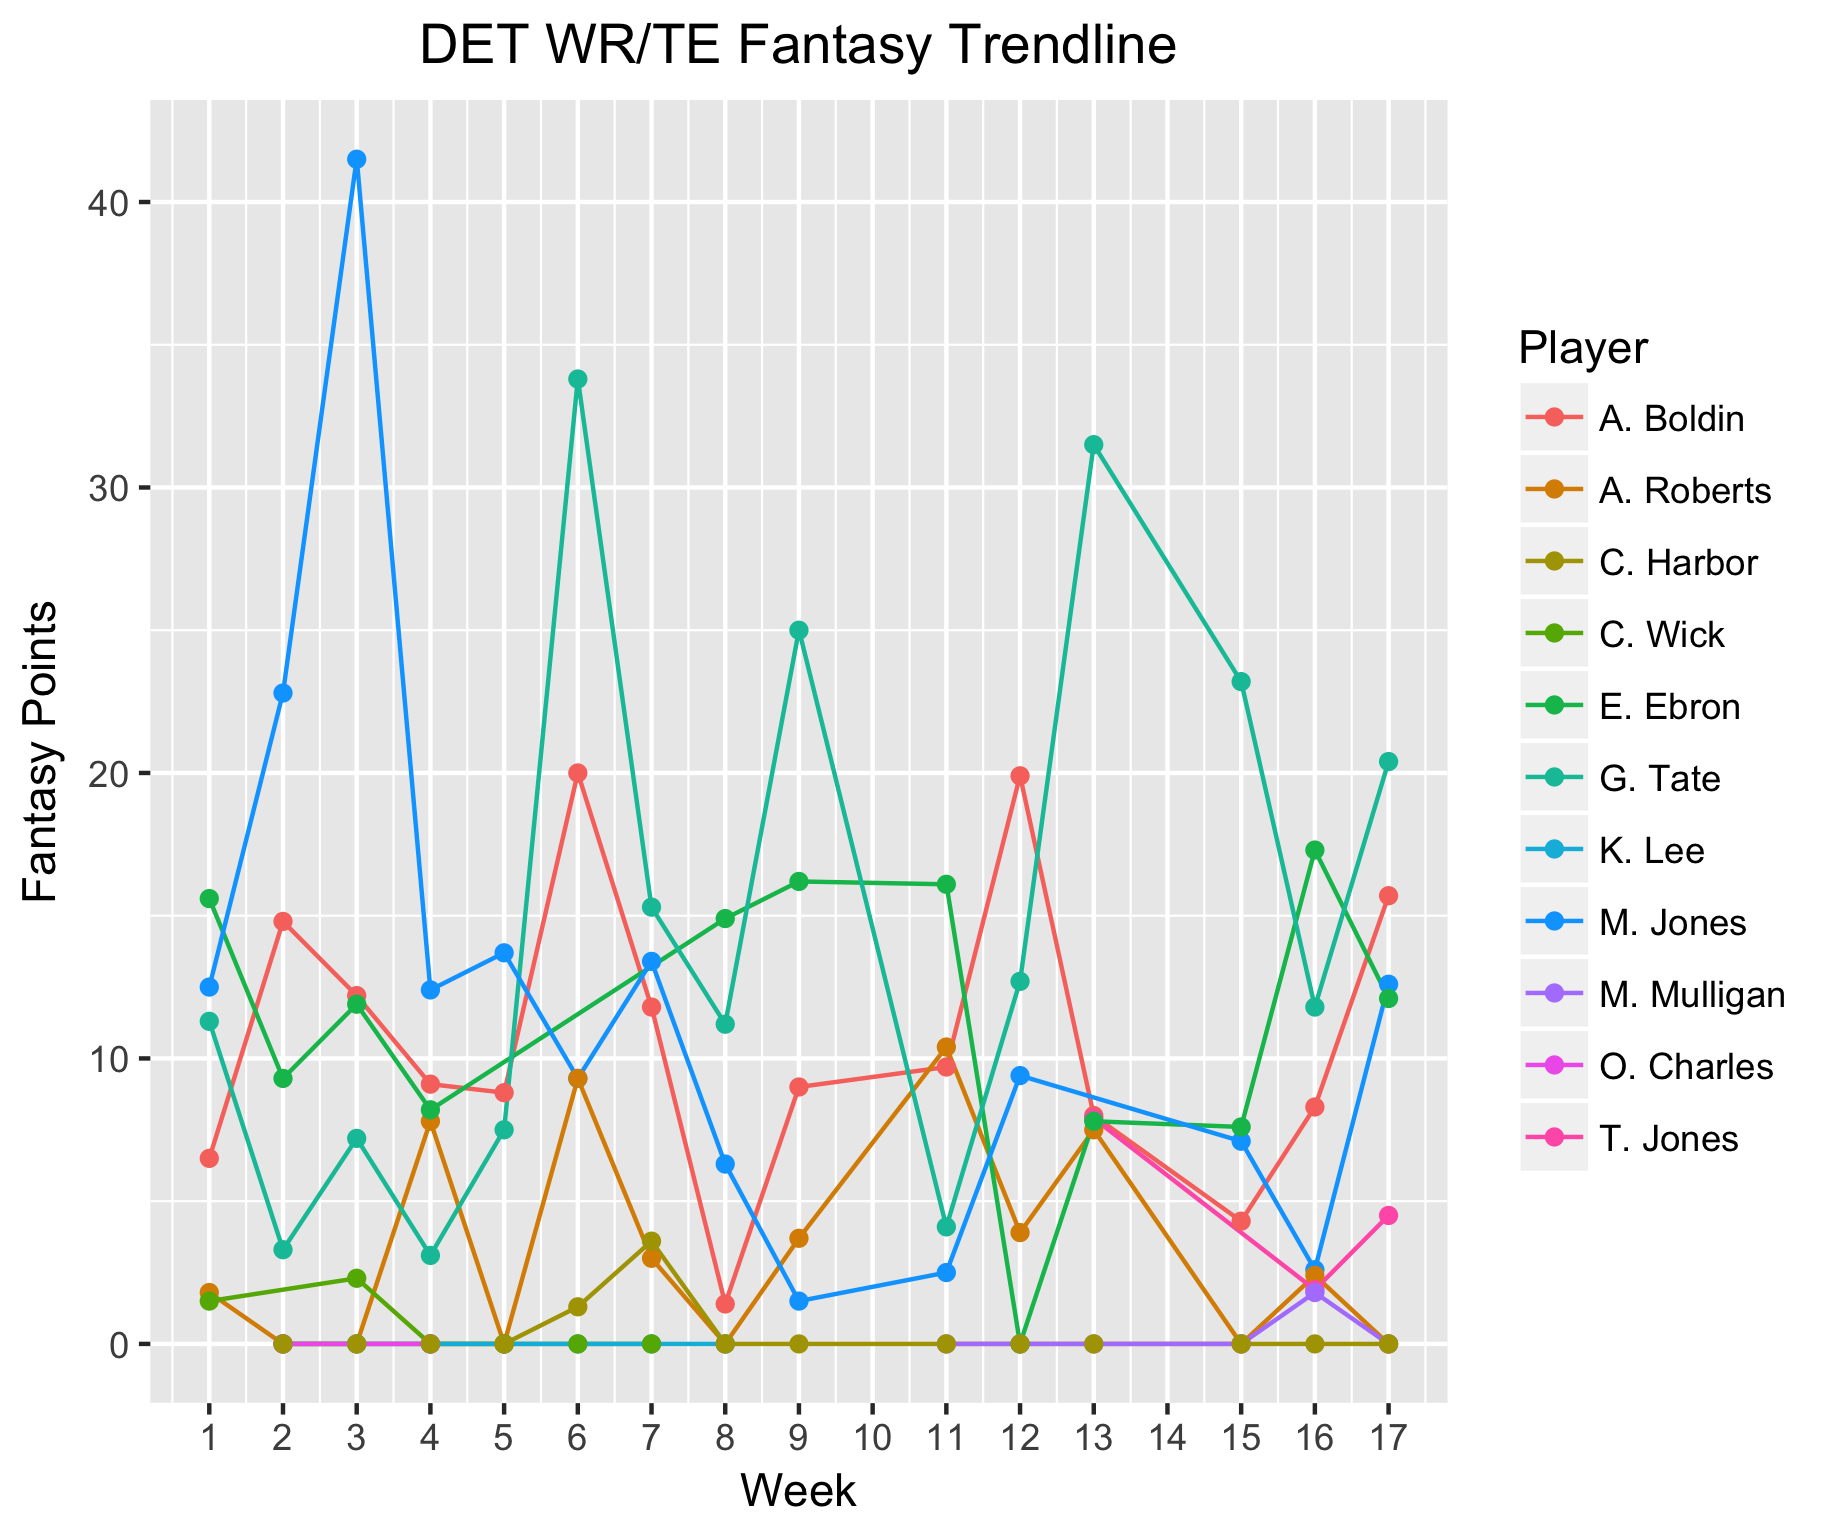 DET WR/TE Fantasy Trendline
Fantasy Points
40
30
20
10
0
1 2 3 4 5 6 7 8 9 10 11 12 13 14 15 16 17
Week
Player
A. Boldin
A. Roberts
C. Harbor
C. Wick
E. Ebron
G. Tate
K. Lee
M. Jones
M. Mulligan
O. Charles
T. Jones